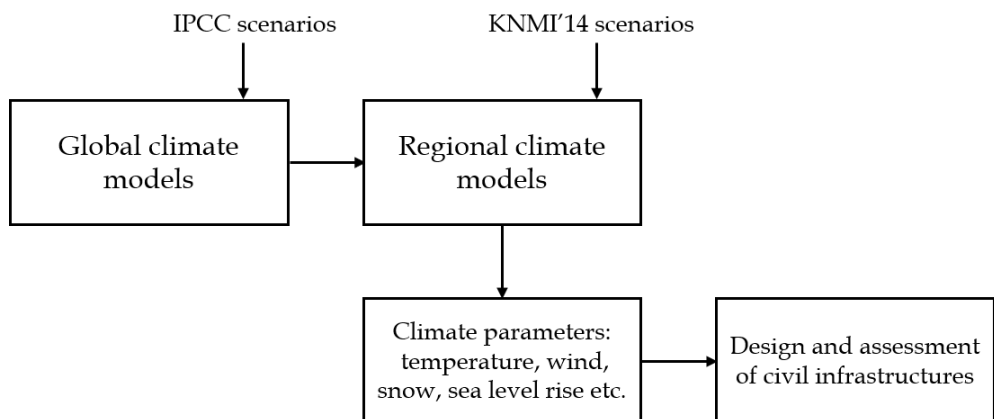 IPCC scenarios
KNMI'14 scenarios
Global climate
models
Regional climate
models
Climate parameters:
temperature, wind,
snow, sea level rise etc.
Design and assessment
of civil infrastructures